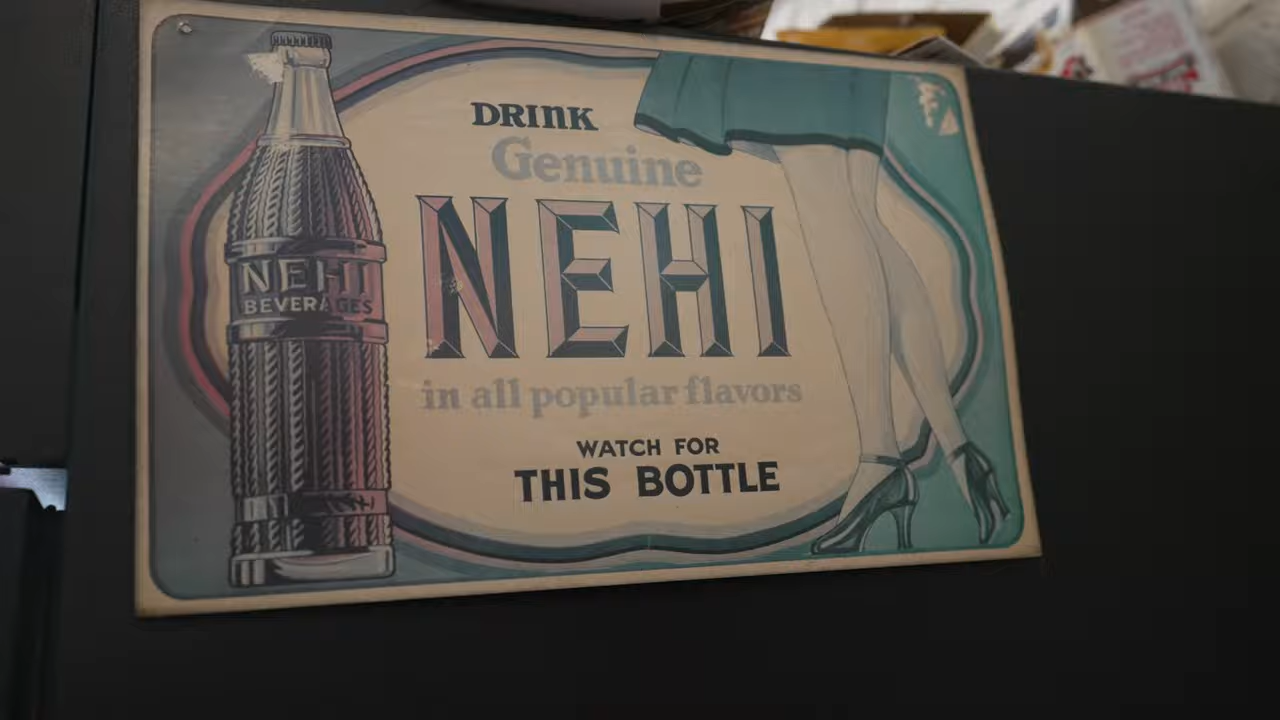 DRINK
Genuine
NEHI
in all popular flavors
WATCH FOR
THIS BOTTLE
NEHI
BEVERAGES